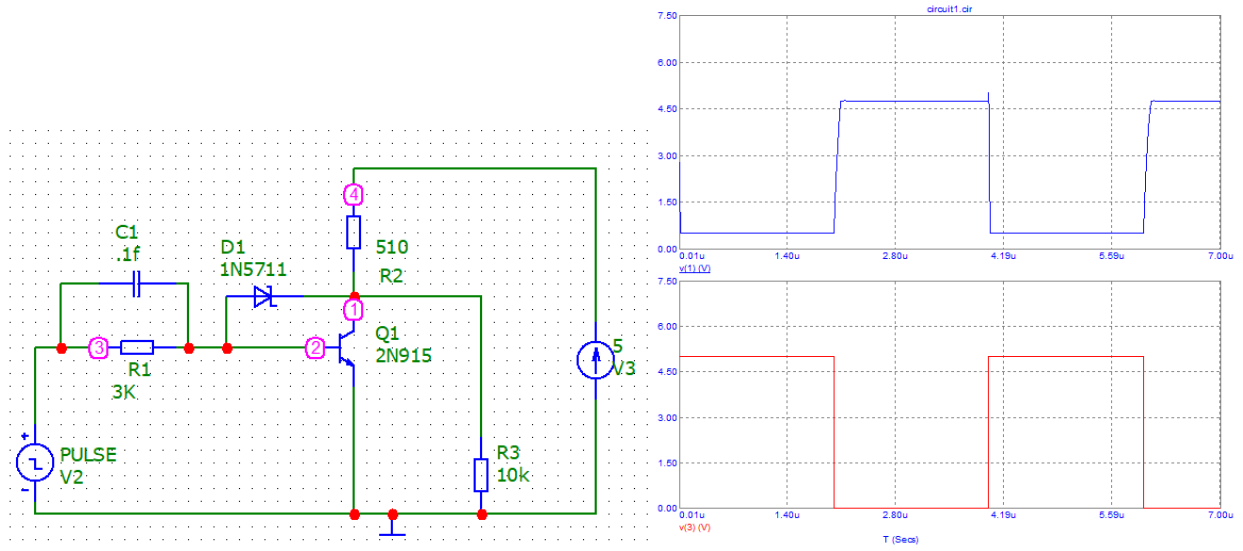 C1
.1f
D1
1N5711
4
510
R2
1
3
R1
3K
2
Q1
2N915
5
V3
+
PULSE
V2
-
R3
10k
circuit1.cir
7.50
6.00
4.50
3.00
1.50
0.00
0.01u 1.40u 2.80u 4.19u 5.59u 7.00u
v(1) (V)
7.50
6.00
4.50
3.00
1.50
0.00
0.01u 1.40u 2.80u 4.19u 5.59u 7.00u
v(3) (V)
T (Secs)